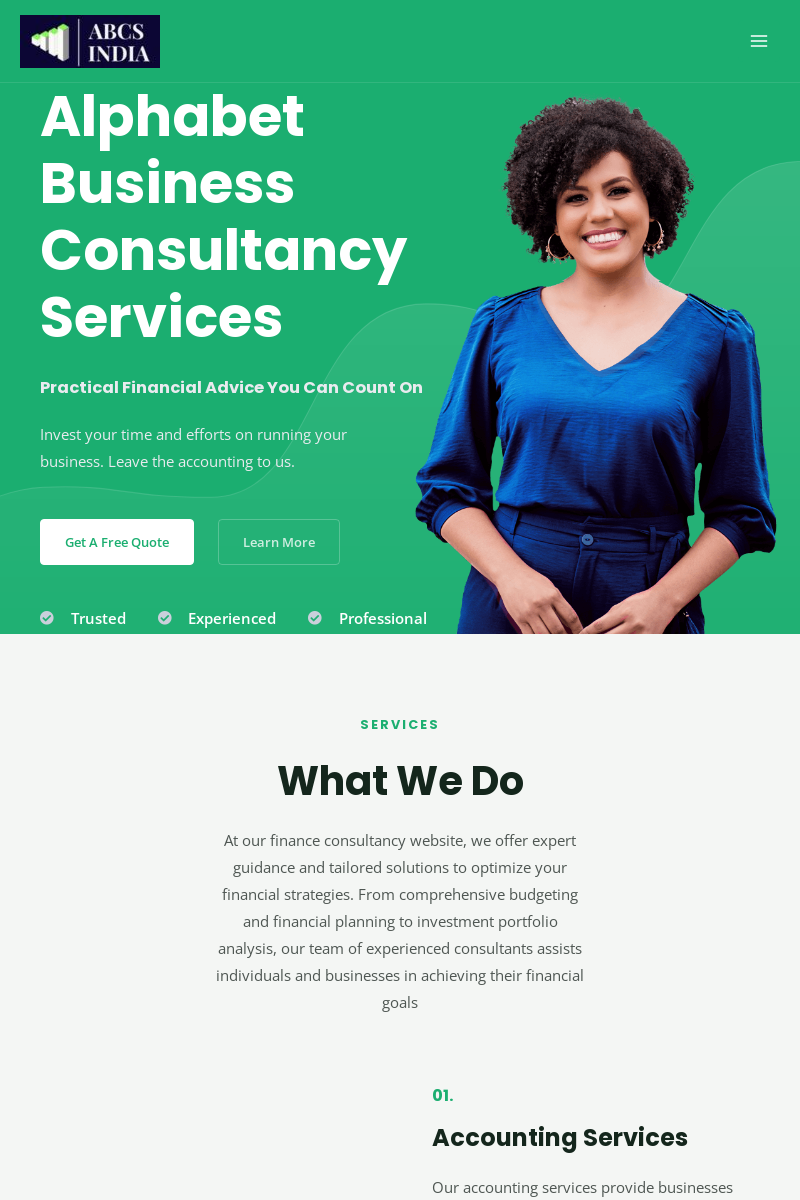 ABCS
INDIA
Alphabet
Business
Consultancy
Services
Practical Financial Advice You Can Count On
Invest your time and efforts on running your
business. Leave the accounting to us.
Get A Free Quote
Learn More
Trusted
Experienced
Professional
SERVICES
What We Do
At our finance consultancy website, we offer expert
guidance and tailored solutions to optimize your
financial strategies. From comprehensive budgeting
and financial planning to investment portfolio
analysis, our team of experienced consultants assists
individuals and businesses in achieving their financial
goals
01.
Accounting Services
Our accounting services provide businesses